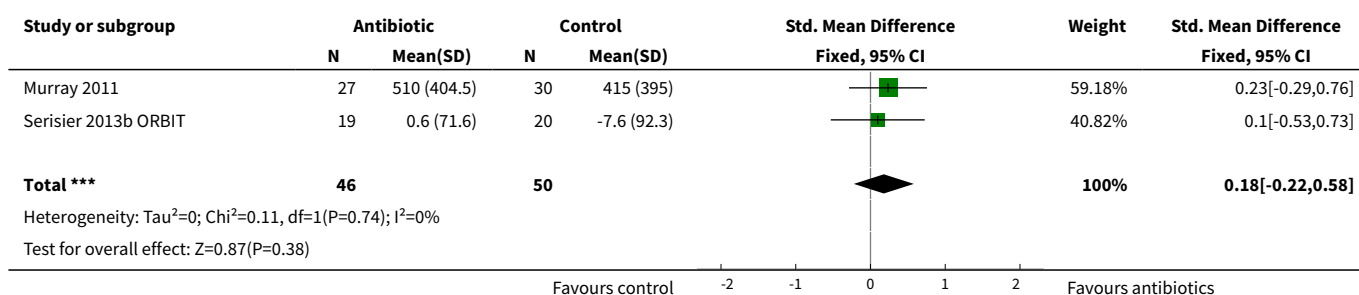 Study or subgroup Antibiotic Control Std. Mean Difference Weight Std. Mean Difference
N Mean(SD) N Mean(SD) Fixed, 95% CI Fixed, 95% CI
Murray 2011 27 510 (404.5) 30 415 (395) 59.18% 0.23[-0.29,0.76]
Serisier 2013b ORBIT 19 0.6 (71.6) 20 -7.6 (92.3) 40.82% 0.1[-0.53,0.73]
Total *** 46 50 100% 0.18[-0.22,0.58]
Heterogeneity: Tau²=0; Chi²=0.11, df=1(P=0.74); I²=0%
Test for overall effect: Z=0.87(P=0.38)
Favours control -2 -1 0 1 2 Favours antibiotics